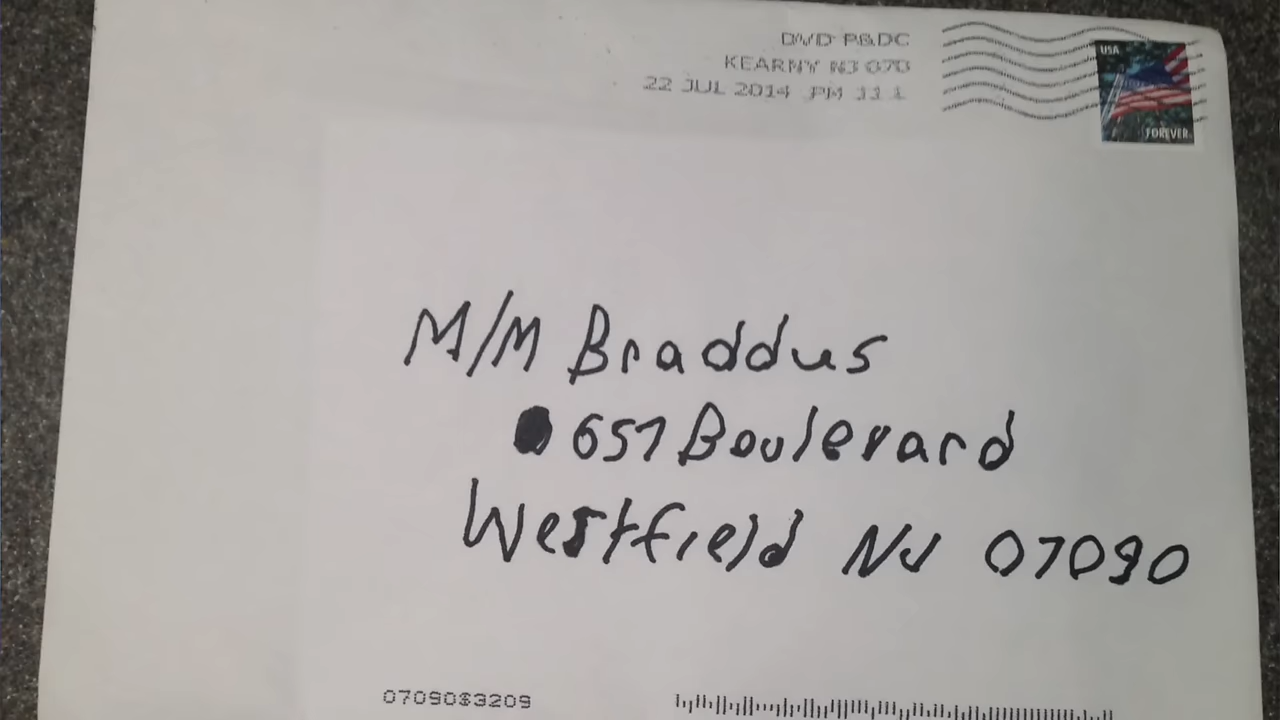 DVD P&DC
KEARNY NJ 070
22 JUL 2014 PM 11 L
USA
FOREVER
M/M Braddus
657 Boulevard
Westfield NJ 07090
07090$3209